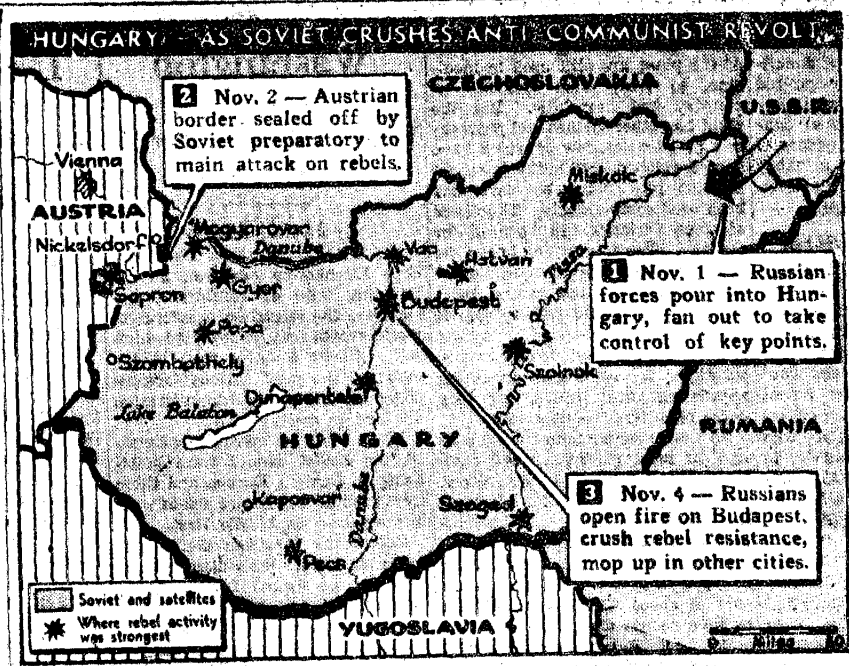 HUNGARY - AS SOVIET CRUSHES ANTI-COMMUNIST REVOLT
2 Nov. 2 — Austrian
border sealed off by
Soviet preparatory to
main attack on rebels.
CZECHOSLOVAKIA
U.S.S.R.
Vienna
AUSTRIA
Nickelsdorf
Magyarovar
Danube
Vac
Hatvan
Miskolc
Tisza
1 Nov. 1 — Russian
forces pour into Hun-
gary, fan out to take
control of key points.
Sopron
Gyor
Budapest
Papa
Szombathely
Szolnok
Dunapentele
Lake Balaton
HUNGARY
RUMANIA
Kaposvar
Danube
Szeged
Pecs
3 Nov. 4 — Russians
open fire on Budapest,
crush rebel resistance,
mop up in other cities.
Soviet and satellites
Where rebel activity
was strongest
YUGOSLAVIA
0 Miles